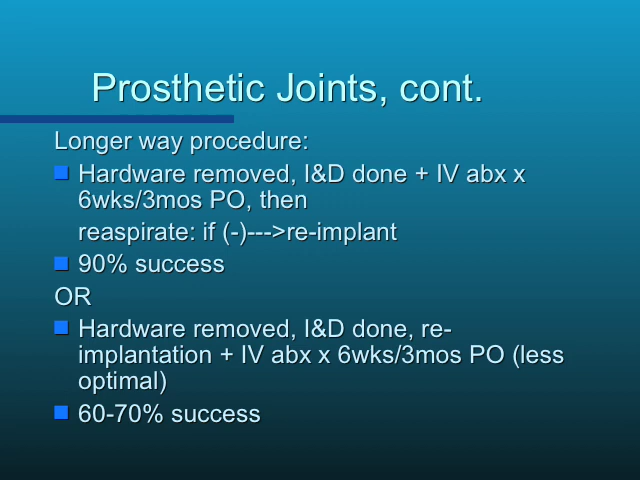 Prosthetic Joints, cont.
Longer way procedure:
Hardware removed, I&D done + IV abx x
6wks/3mos PO, then
reaspirate: if (-)--->re-implant
90% success
OR
Hardware removed, I&D done, re-
implantation + IV abx x 6wks/3mos PO (less
optimal)
60-70% success